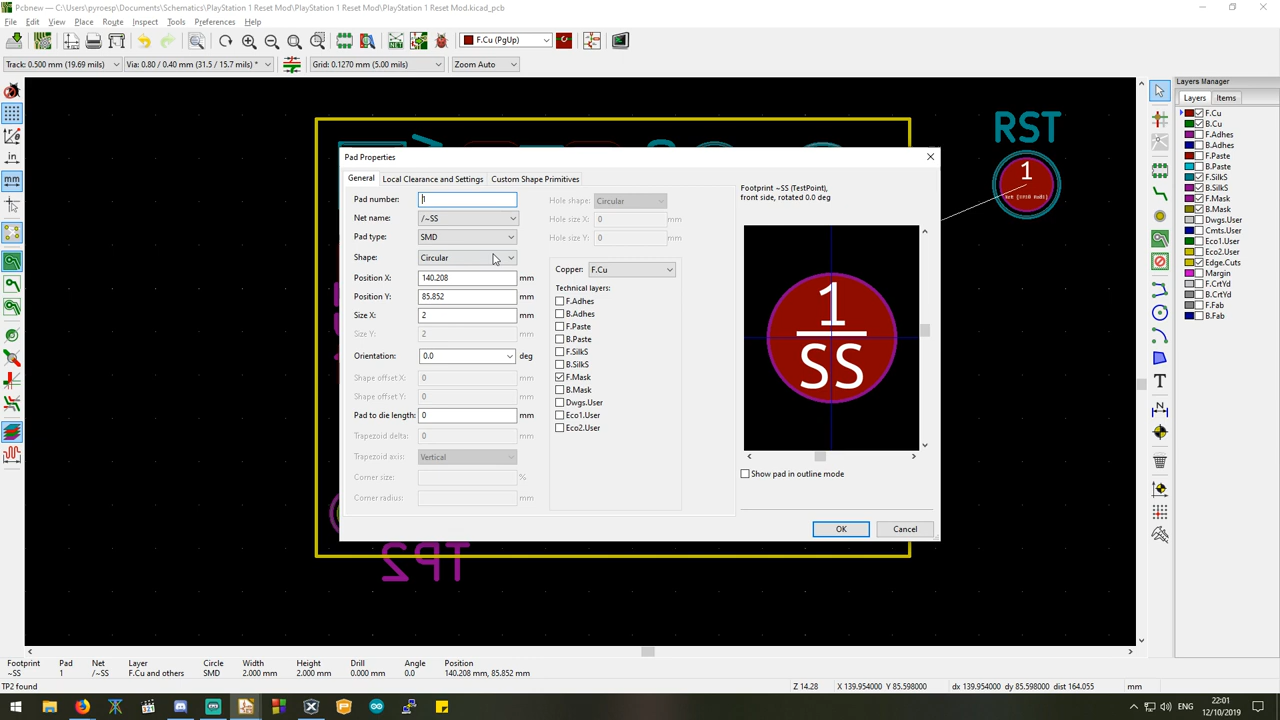 Pcbnew — C:\Users\pyroesp\Documents\Schematics\PlayStation 1 Reset Mod\PlayStation 1 Reset Mod\PlayStation 1 Reset Mod.kicad_pcb
File Edit View Place Route Inspect Tools Preferences Help
F.Cu (PgUp)
Track: 0.500 mm (19.69 mils) Via: 0.80 / 0.40 mm (31.5 / 15.7 mils) * Grid: 0.1270 mm (5.00 mils) Zoom Auto
Layers Manager
Layers Items
F.Cu
B.Cu
F.Adhes
B.Adhes
F.Paste
B.Paste
F.SilkS
B.SilkS
F.Mask
B.Mask
Dwgs.User
Cmts.User
Eco1.User
Eco2.User
Edge.Cuts
Margin
F.CrtYd
B.CrtYd
F.Fab
B.Fab
in
mm
RST
1
TP2
Pad Properties
General Local Clearance and Settings Custom Shape Primitives
Pad number: 1
Net name: /~SS
Pad type: SMD
Shape: Circular
Position X: 140.208 mm
Position Y: 85.852 mm
Size X: 2 mm
Size Y: 2 mm
Orientation: 0.0 deg
Shape offset X: 0 mm
Shape offset Y: 0 mm
Pad to die length: 0 mm
Trapezoid delta: 0 mm
Trapezoid axis: Vertical
Corner size: %
Corner radius: mm
Hole shape: Circular
Hole size X: 0 mm
Hole size Y: 0 mm
Copper: F.Cu
Technical layers:
F.Adhes
B.Adhes
F.Paste
B.Paste
F.SilkS
B.SilkS
F.Mask
B.Mask
Dwgs.User
Eco1.User
Eco2.User
Footprint ~SS (TestPoint),
front side, rotated 0.0 deg
1
SS
Show pad in outline mode
OK Cancel
Footprint Pad Net Layer Circle Width Height Drill Angle Position
~SS 1 /~SS F.Cu and others SMD 2.000 mm 2.000 mm 0.000 mm 0.0 140.208 mm, 85.852 mm
TP2 found Z 14.28 X 139.954000 Y 85.598000 dx 139.954000 dy 85.598000 dist 164.055 mm
ENG
22:01
12/10/2019